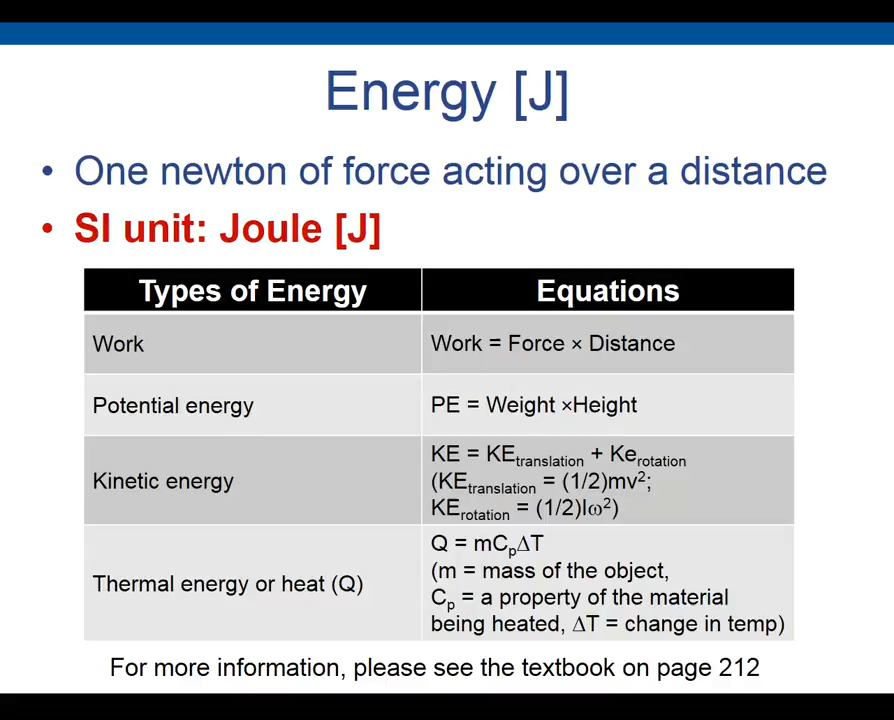 Energy [J]
• One newton of force acting over a distance
• SI unit: Joule [J]
Types of Energy Equations
Work Work = Force × Distance
Potential energy PE = Weight ×Height
Kinetic energy KE = KEtranslation + Kerotation
(KEtranslation = (1/2)mv²;
KErotation = (1/2)Iω²)
Thermal energy or heat (Q) Q = mCpΔT
(m = mass of the object,
Cp = a property of the material
being heated, ΔT = change in temp)
For more information, please see the textbook on page 212